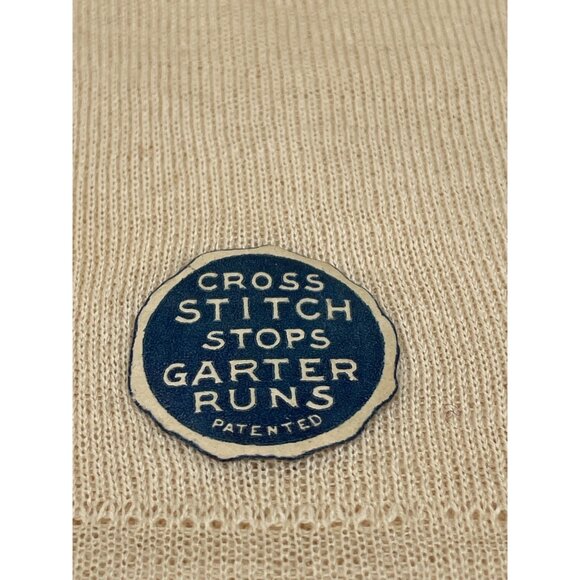 CROSS
STITCH
STOPS
GARTER
RUNS
PATENTED